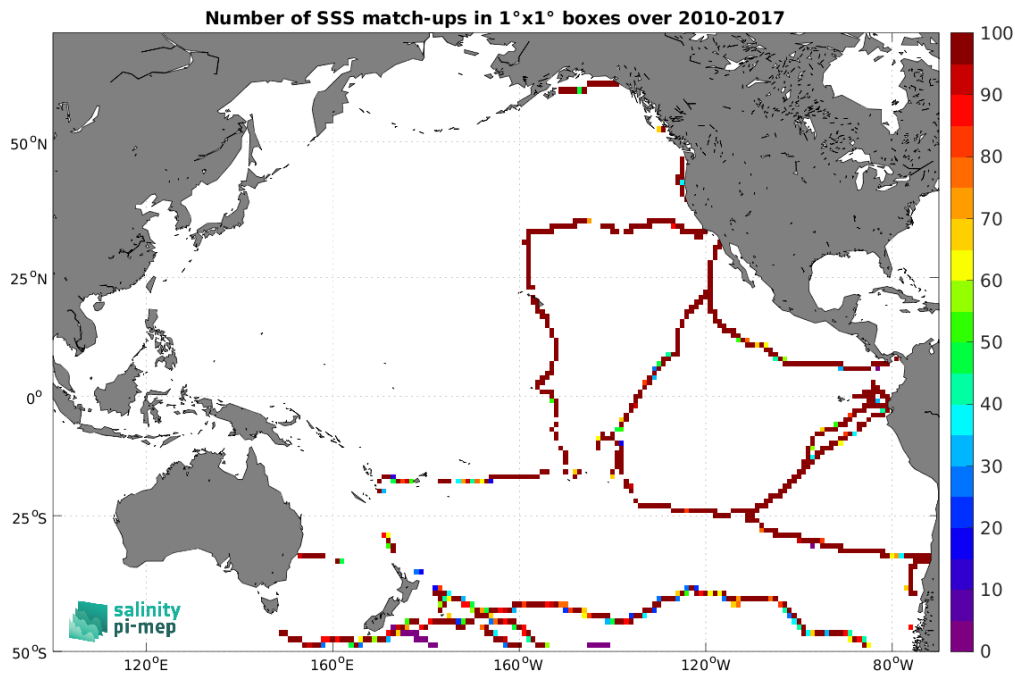 Number of SSS match-ups in 1°x1° boxes over 2010-2017
100
90
80
70
60
50
40
30
20
10
0
50°N
25°N
0°
25°S
50°S
120°E
160°E
160°W
120°W
80°W
salinity
pi-mep